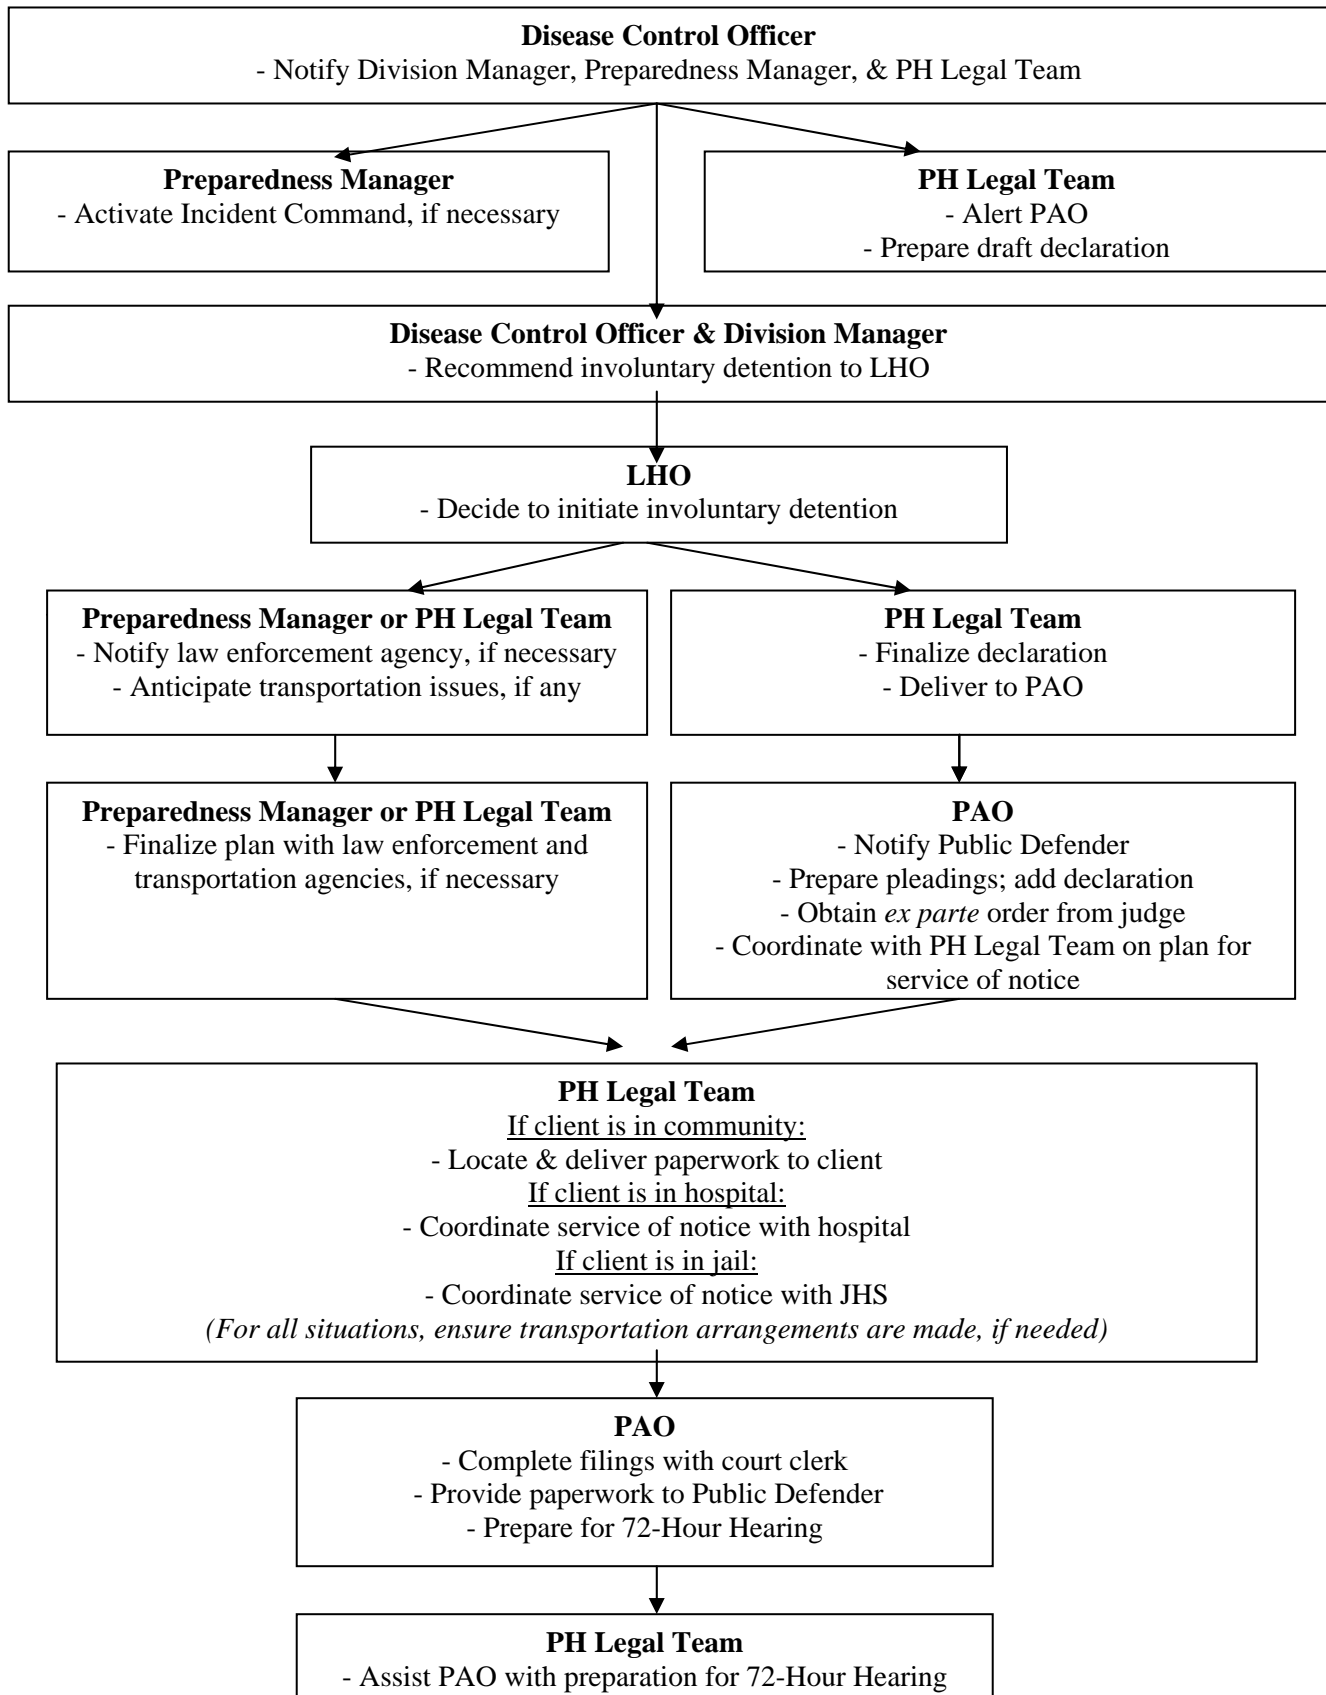 Disease Control Officer
- Notify Division Manager, Preparedness Manager, & PH Legal Team
Preparedness Manager
- Activate Incident Command, if necessary
PH Legal Team
- Alert PAO
- Prepare draft declaration
Disease Control Officer & Division Manager
- Recommend involuntary detention to LHO
LHO
- Decide to initiate involuntary detention
Preparedness Manager or PH Legal Team
- Notify law enforcement agency, if necessary
- Anticipate transportation issues, if any
PH Legal Team
- Finalize declaration
- Deliver to PAO
Preparedness Manager or PH Legal Team
- Finalize plan with law enforcement and
transportation agencies, if necessary
PAO
- Notify Public Defender
- Prepare pleadings; add declaration
- Obtain ex parte order from judge
- Coordinate with PH Legal Team on plan for
service of notice
PH Legal Team
If client is in community:
- Locate & deliver paperwork to client
If client is in hospital:
- Coordinate service of notice with hospital
If client is in jail:
- Coordinate service of notice with JHS
(For all situations, ensure transportation arrangements are made, if needed)
PAO
- Complete filings with court clerk
- Provide paperwork to Public Defender
- Prepare for 72-Hour Hearing
PH Legal Team
- Assist PAO with preparation for 72-Hour Hearing